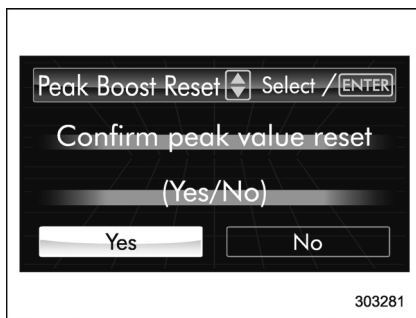 Peak Boost Reset Select / ENTER
Confirm peak value reset
(Yes/No)
Yes No
303281